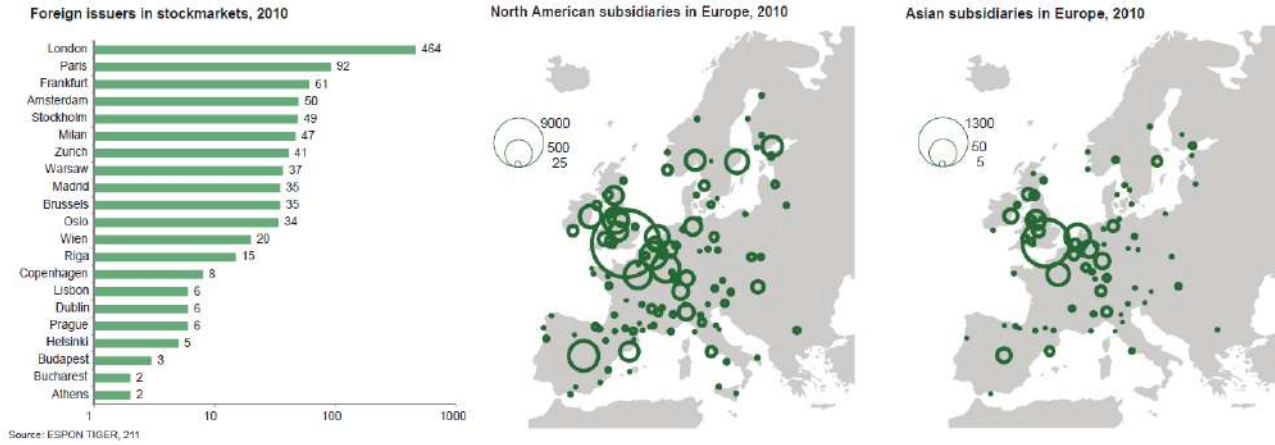 Foreign issuers in stockmarkets, 2010
London 464
Paris 92
Frankfurt 61
Amsterdam 50
Stockholm 49
Milan 47
Zurich 41
Warsaw 37
Madrid 35
Brussels 35
Oslo 34
Wien 20
Riga 15
Copenhagen 8
Lisbon 6
Dublin 6
Prague 6
Helsinki 5
Budapest 3
Bucharest 2
Athens 2
1 10 100 1000
Source: ESPON TIGER, 211
North American subsidiaries in Europe, 2010
9000
500
25
Asian subsidiaries in Europe, 2010
1300
50
5